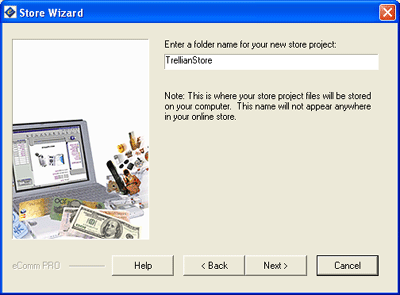 Store Wizard
Enter a folder name for your new store project:
TrellianStore
Note: This is where your store project files will be stored
on your computer. This name will not appear anywhere
in your online store.
eComm PRO
Help
< Back
Next >
Cancel